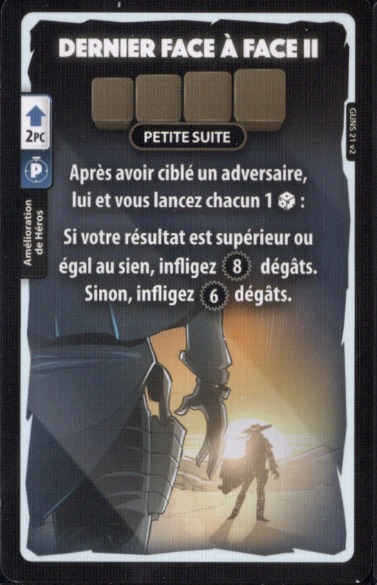 DERNIER FACE À FACE II
PETITE SUITE
2PC
P
Amélioration
de Héros
GUNS 21 v2
Après avoir ciblé un adversaire,
lui et vous lancez chacun 1 :
Si votre résultat est supérieur ou
égal au sien, infligez 8 dégâts.
Sinon, infligez 6 dégâts.